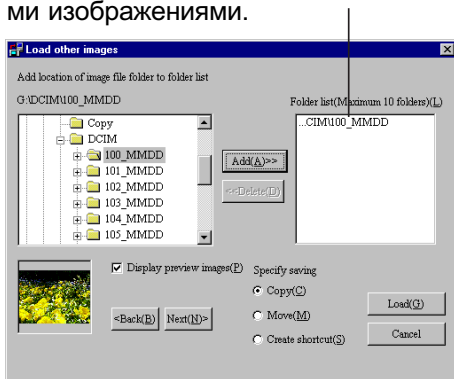 ми изображениями.
Load other images
Add location of image file folder to folder list
G:\DCIM\100_MMDD
Folder list(Maximum 10 folders)(L)
Copy
DCIM
100_MMDD
101_MMDD
102_MMDD
103_MMDD
104_MMDD
105_MMDD
Add(A)>>
<<Delete(D)
...CIM\100_MMDD
Display preview images(P)
<Back(B)
Next(N)>
Specify saving
Copy(C)
Move(M)
Create shortcut(S)
Load(G)
Cancel